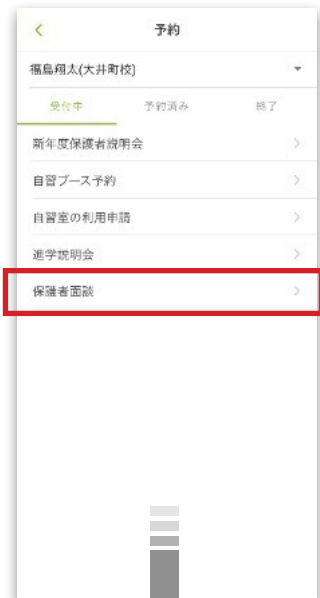 予約
福島翔太(大井町校)
受付中 予約済み 終了
新年度保護者説明会
自習ブース予約
自習室の利用申請
進学説明会
保護者面談